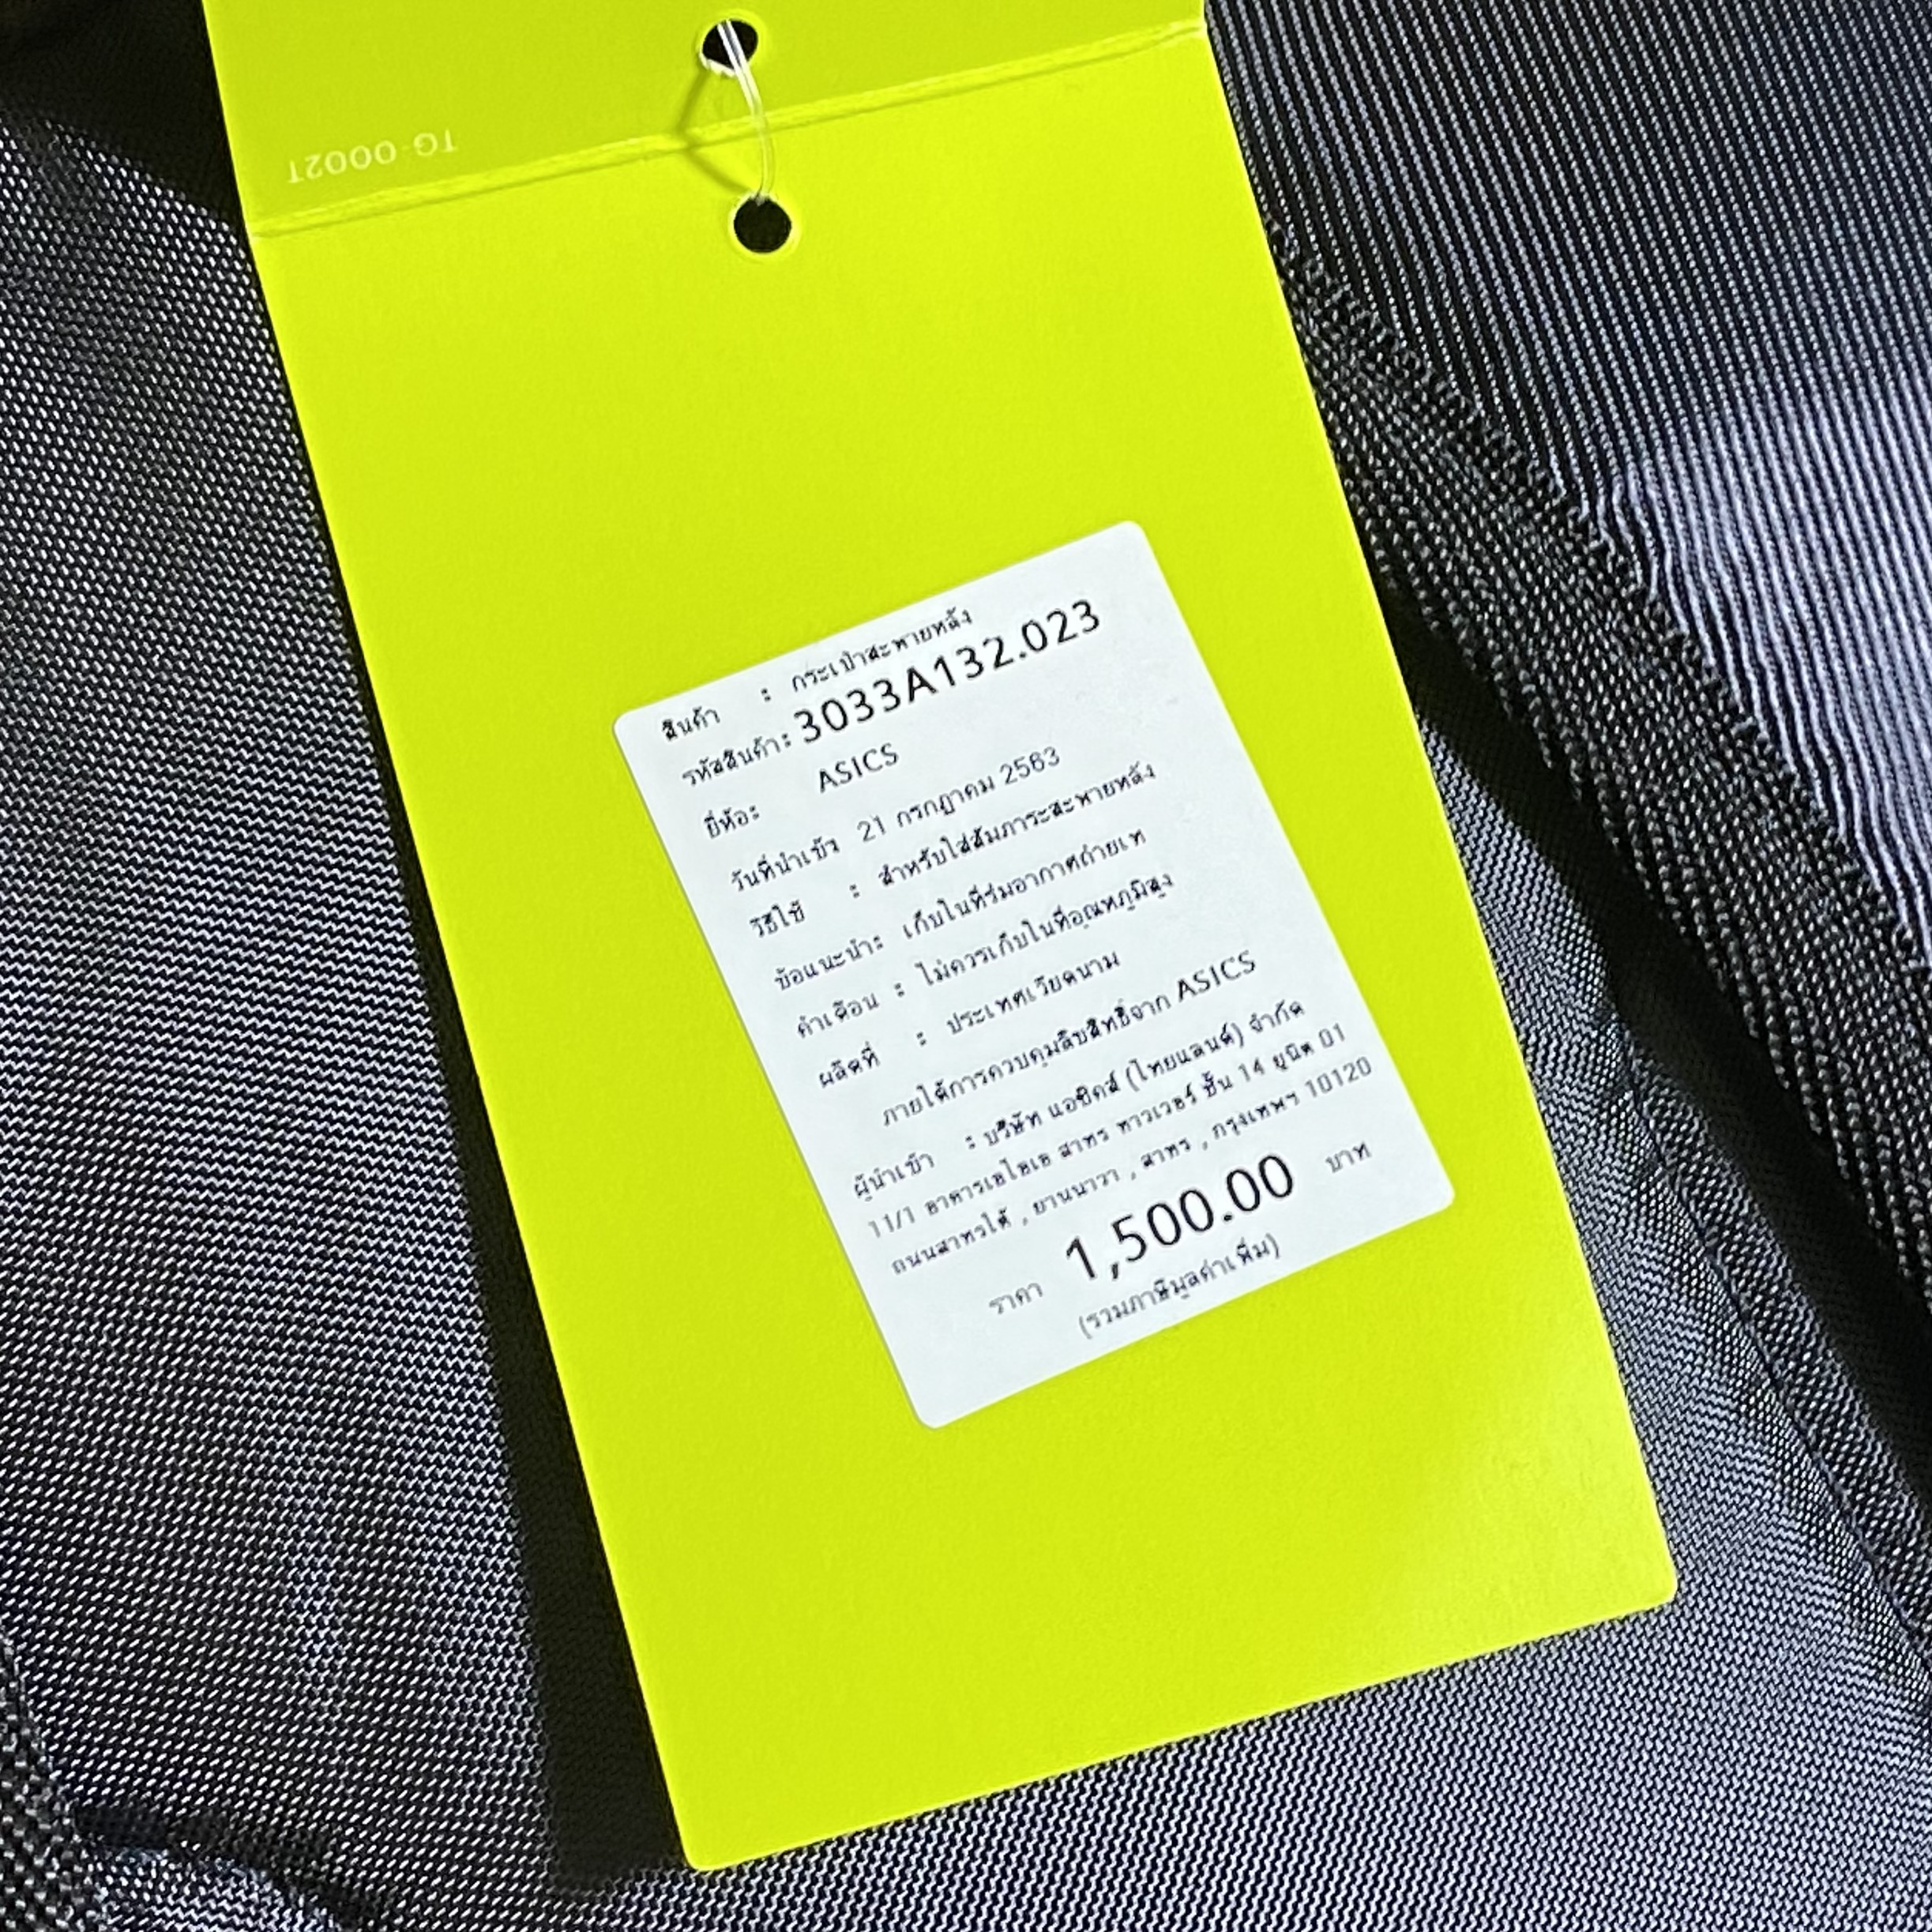 TG-00021
สินค้า : กระเป๋าสะพายหลัง
รหัสสินค้า: 3033A132.023
ยี่ห้อ: ASICS
วันที่นำเข้า 21 กรกฎาคม 2563
วิธีใช้ : สำหรับใส่สัมภาระสะพายหลัง
ข้อแนะนำ: เก็บในที่ร่มอากาศถ่ายเท
คำเตือน : ไม่ควรเก็บในที่อุณหภูมิสูง
ผลิตที่ : ประเทศเวียดนาม
ภายใต้การควบคุมลิขสิทธิ์จาก ASICS
ผู้นำเข้า : บริษัท แอซิคส์ (ไทยแลนด์) จำกัด
11/1 อาคารเอไอเอ สาทร ทาวเวอร์ ชั้น 14 ยูนิต 01
ถนนสาทรใต้ , ยานนาวา , สาทร , กรุงเทพฯ 10120
ราคา 1,500.00 บาท
(รวมภาษีมูลค่าเพิ่ม)